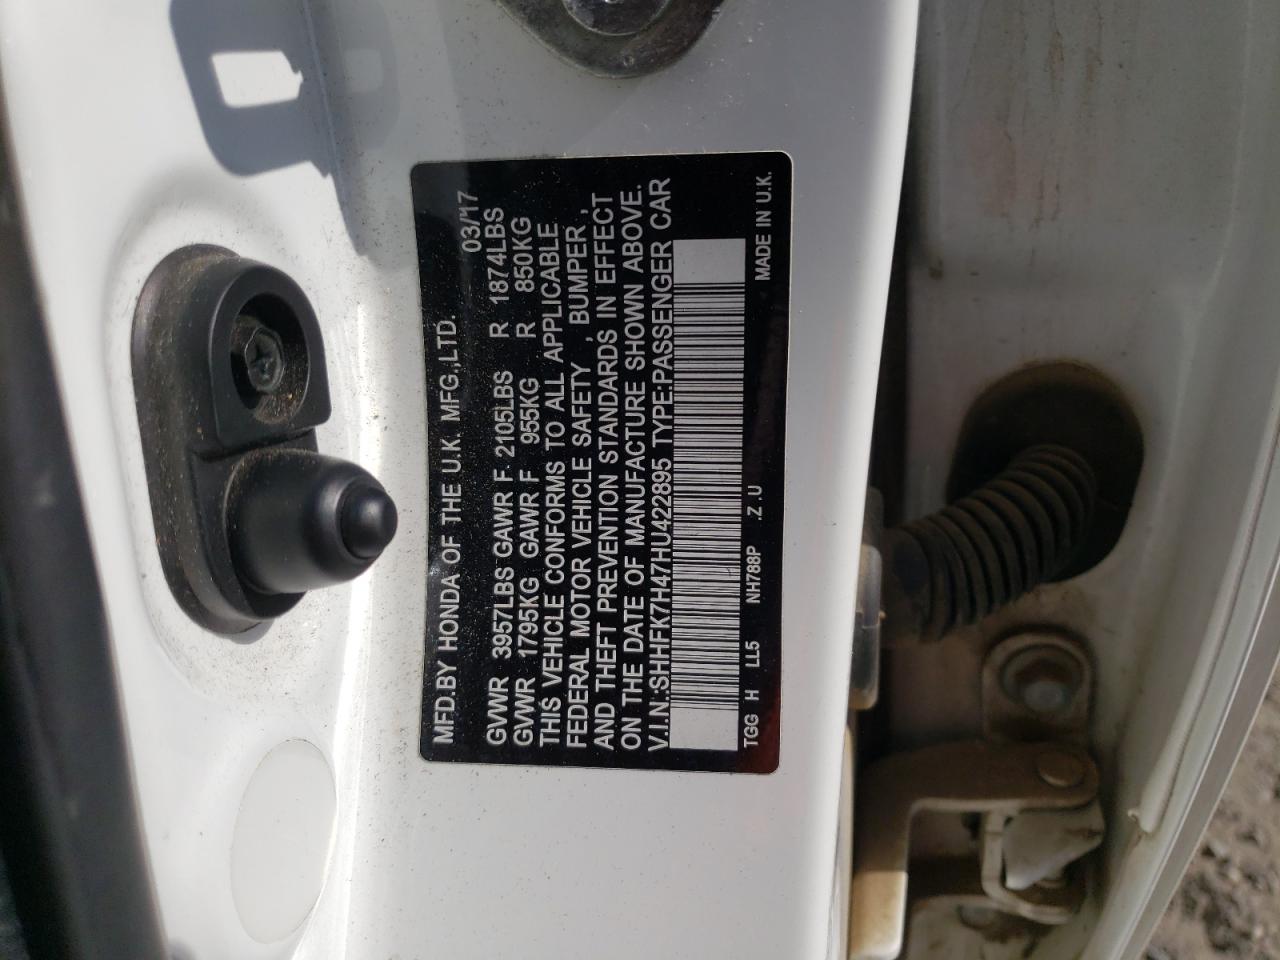 MFD.BY HONDA OF THE U.K. MFG.,LTD. 03/17
GVWR 3957LBS GAWR F 2105LBS R 1874LBS
GVWR 1795KG GAWR F 955KG R 850KG
THIS VEHICLE CONFORMS TO ALL APPLICABLE
FEDERAL MOTOR VEHICLE SAFETY , BUMPER ,
AND THEFT PREVENTION STANDARDS IN EFFECT
ON THE DATE OF MANUFACTURE SHOWN ABOVE.
V.I.N.:SHHFK7H47HU422895 TYPE:PASSENGER CAR
TGG H LL5 NH788P .Z .U MADE IN U.K.